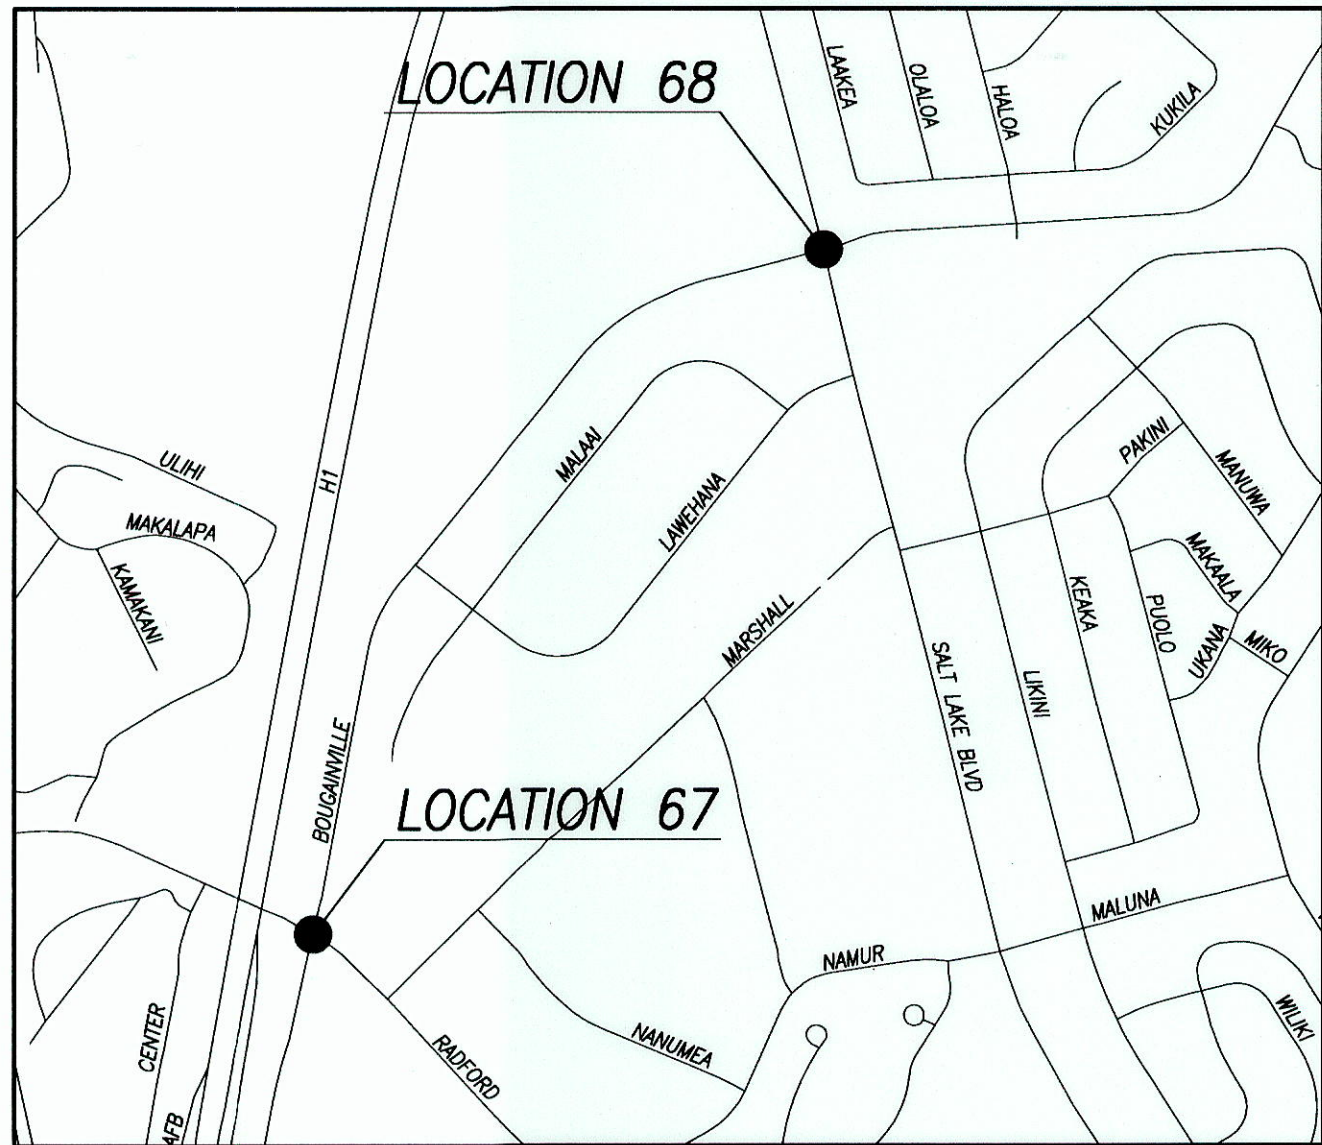 LOCATION 68
LAAKEA
OLALOA
HALOA
KUKILA
ULIHI
H1
MALAAI
LAWEHANA
PAKINI
MANUWA
MAKALAPA
KAMAKANI
MAKAALA
KEAKA
PUOLO
UKANA
MIKO
MARSHALL
SALT LAKE BLVD
LIKINI
BOUGAINVILLE
LOCATION 67
MALUNA
NAMUR
WILIKI
CENTER
RADFORD
NANUMEA
AFB